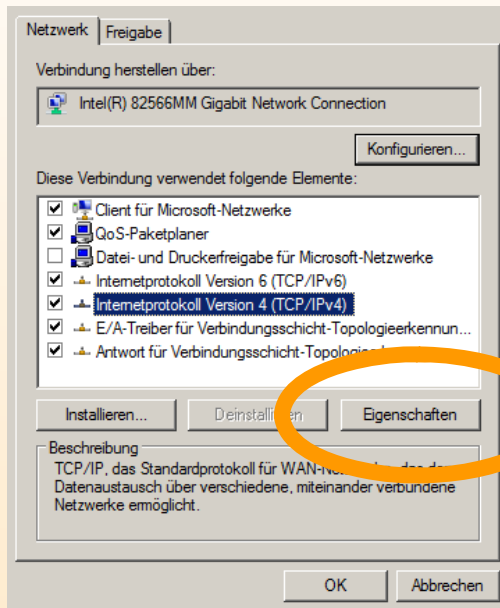 Netzwerk Freigabe
Verbindung herstellen über:
Intel(R) 82566MM Gigabit Network Connection
Konfigurieren...
Diese Verbindung verwendet folgende Elemente:
Client für Microsoft-Netzwerke
QoS-Paketplaner
Datei- und Druckerfreigabe für Microsoft-Netzwerke
Internetprotokoll Version 6 (TCP/IPv6)
Internetprotokoll Version 4 (TCP/IPv4)
E/A-Treiber für Verbindungsschicht-Topologieerkennun...
Antwort für Verbindungsschicht-
Installieren... Deinstallieren Eigenschaften
Beschreibung
TCP/IP, das Standardprotokoll für
Datenaustausch über verschiedene, miteinander verbundene
Netzwerke ermöglicht.
OK Abbrechen